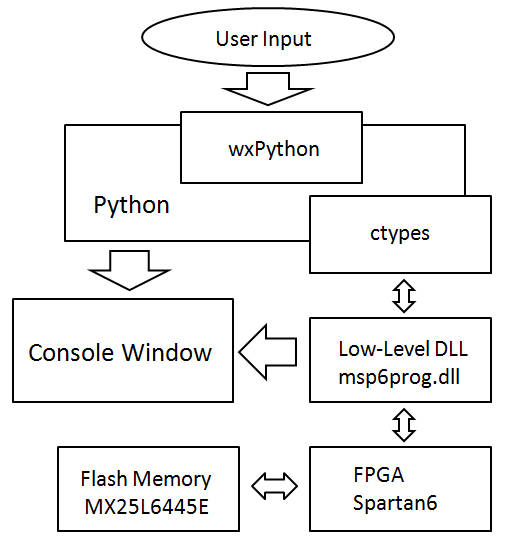 User Input
wxPython
Python
ctypes
Console Window
Low-Level DLL
msp6prog.dll
Flash Memory
MX25L6445E
FPGA
Spartan6